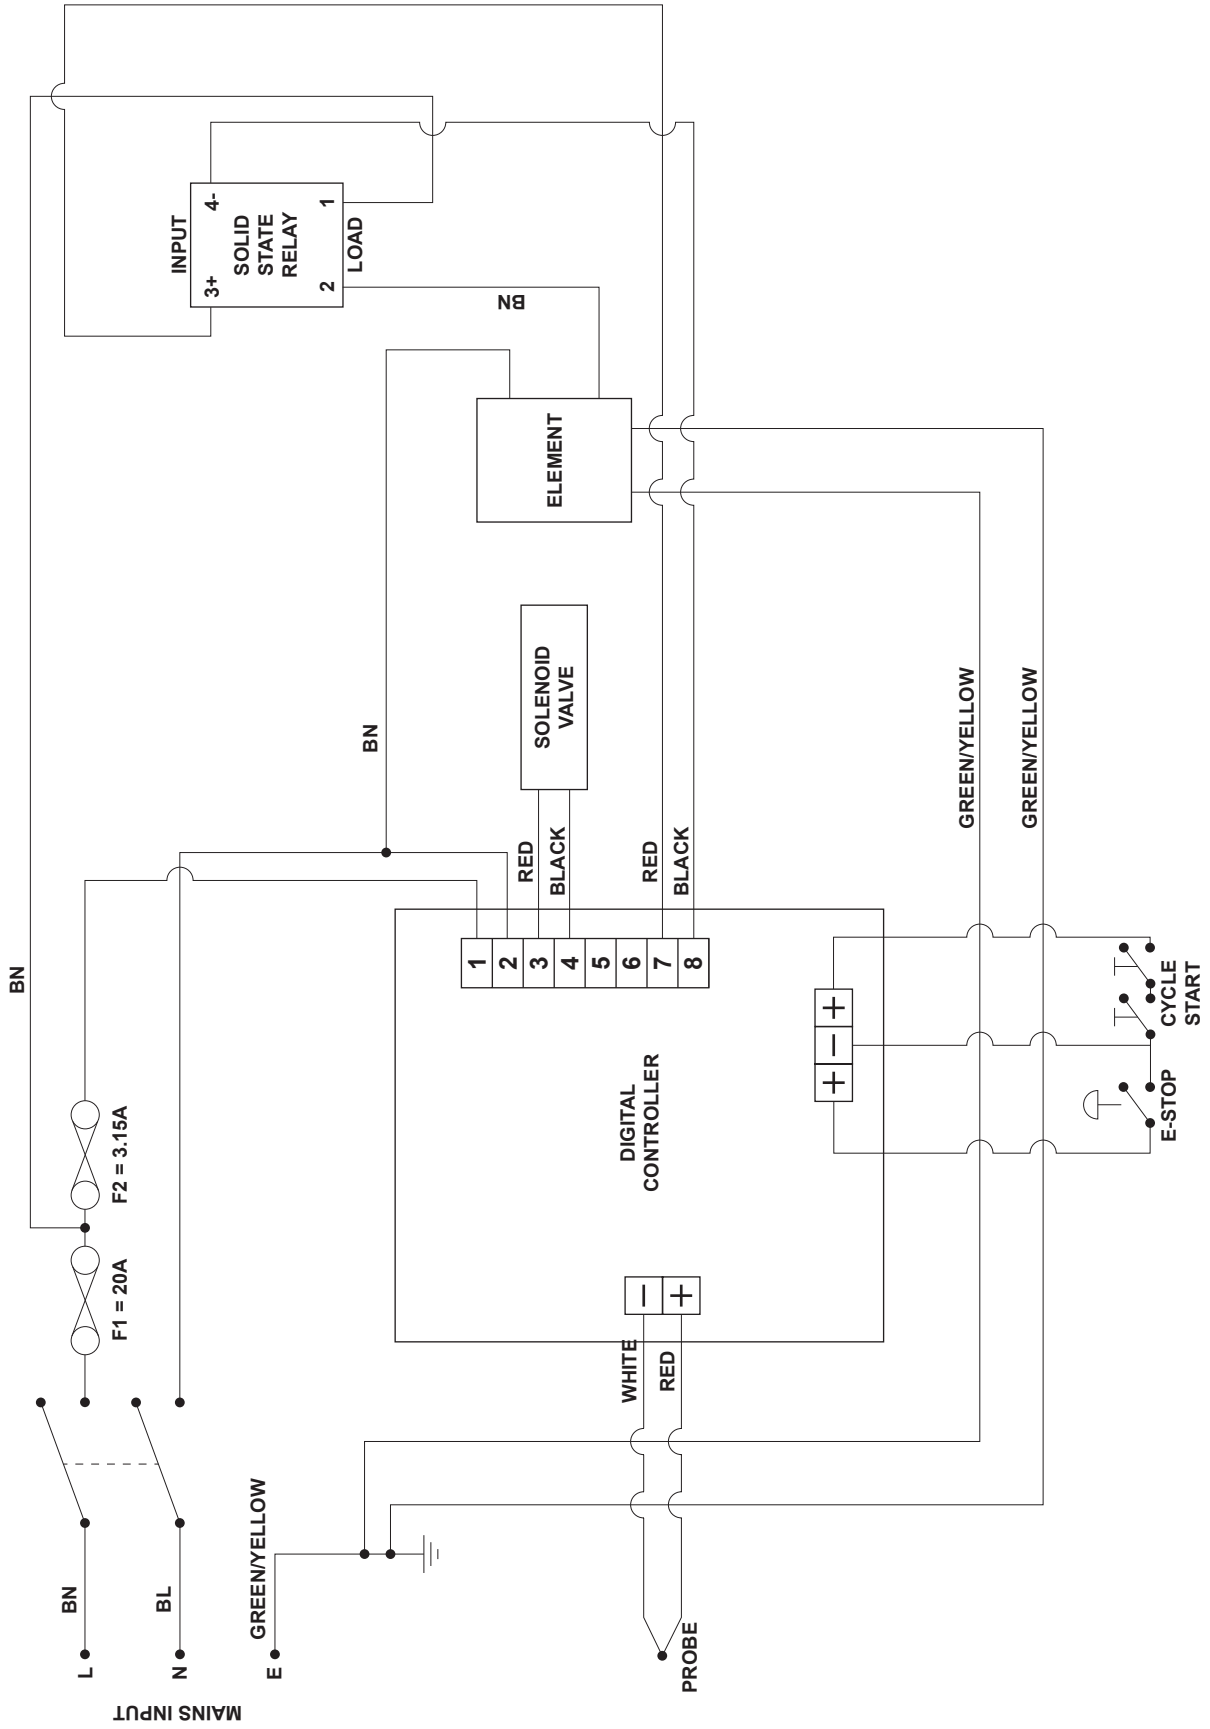 MAINS INPUT
L
N
E
BN
BL
GREEN/YELLOW
F1 = 20A
F2 = 3.15A
BN
INPUT
3+
4-
SOLID
STATE
RELAY
2
1
LOAD
BN
BN
ELEMENT
SOLENOID
VALVE
RED
BLACK
RED
BLACK
1
2
3
4
5
6
7
8
DIGITAL
CONTROLLER
WHITE
RED
−
+
PROBE
+
−
+
GREEN/YELLOW
GREEN/YELLOW
E-STOP
CYCLE
START